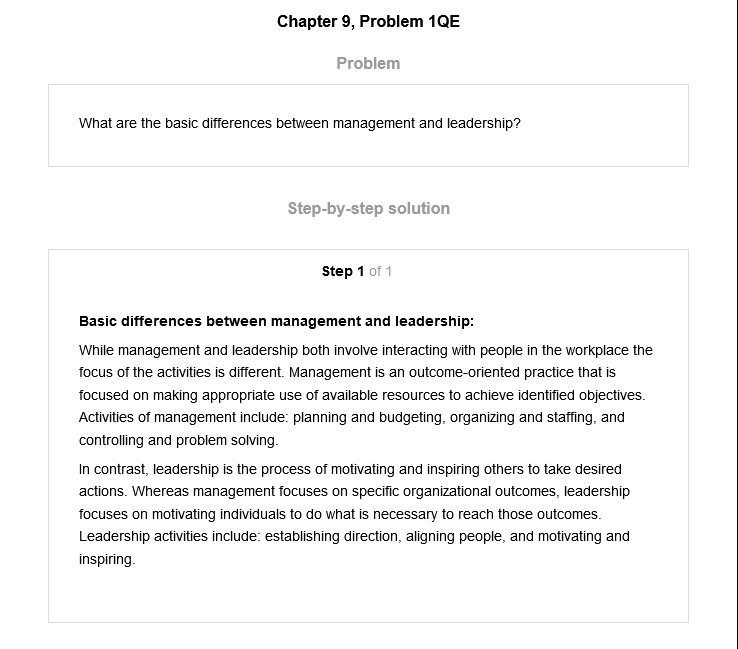 Chapter 9, Problem 1QE
Problem
What are the basic differences between management and leadership?
Step-by-step solution
Step 1 of 1
Basic differences between management and leadership:
While management and leadership both involve interacting with people in the workplace the
focus of the activities is different. Management is an outcome-oriented practice that is
focused on making appropriate use of available resources to achieve identified objectives.
Activities of management include: planning and budgeting, organizing and staffing, and
controlling and problem solving.
In contrast, leadership is the process of motivating and inspiring others to take desired
actions. Whereas management focuses on specific organizational outcomes, leadership
focuses on motivating individuals to do what is necessary to reach those outcomes.
Leadership activities include: establishing direction, aligning people, and motivating and
inspiring.